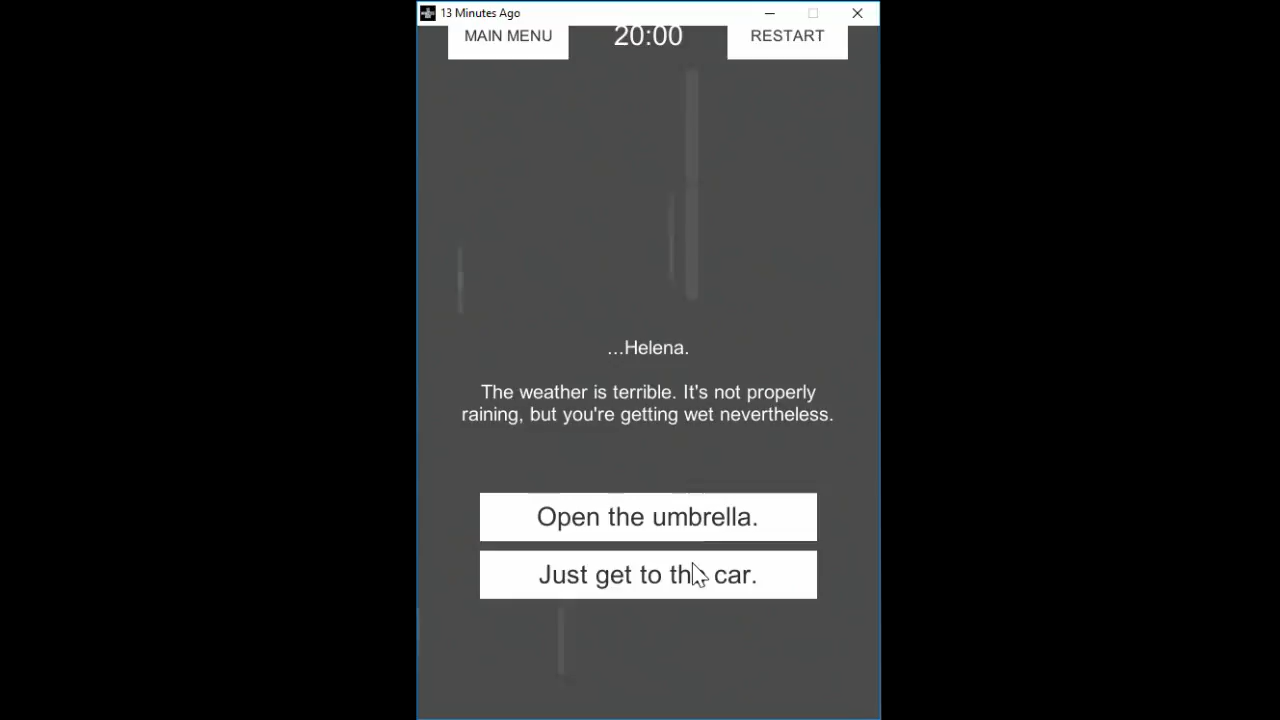 13 Minutes Ago
MAIN MENU 20:00 RESTART
...Helena.
The weather is terrible. It's not properly
raining, but you're getting wet nevertheless.
Open the umbrella.
Just get to the car.